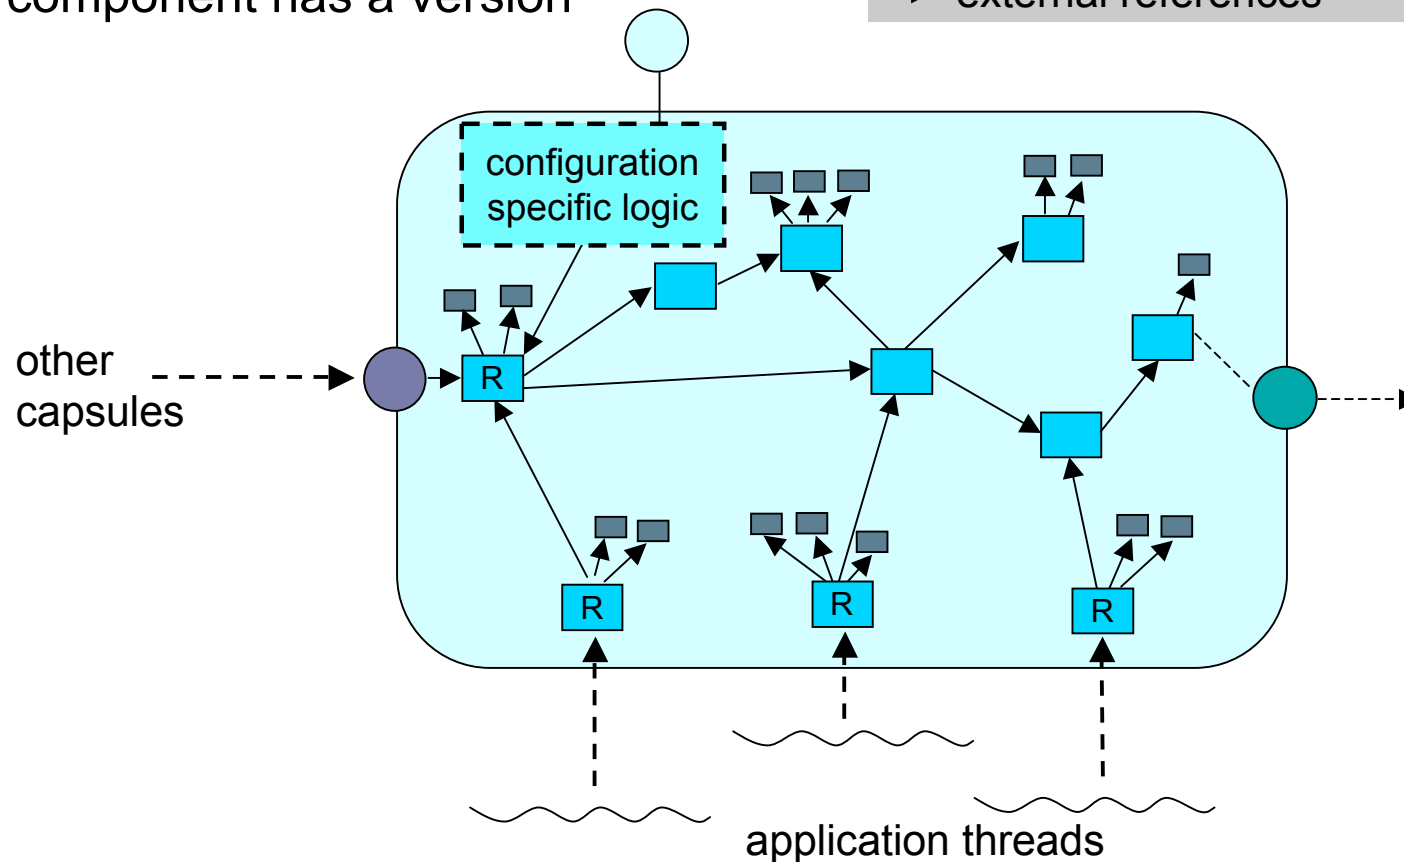 component has a version
external references
configuration
specific logic
other
capsules
R
R
R
R
application threads